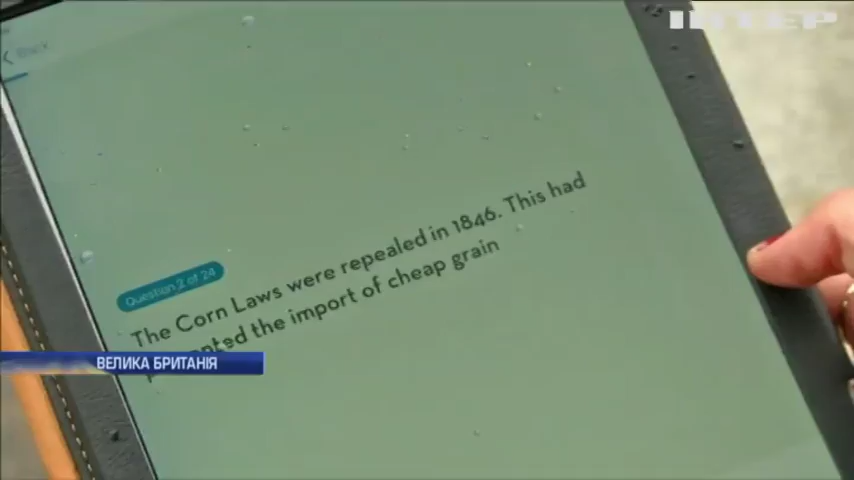 ІНТЕР
Back
Question 2 of 24
The Corn Laws were repealed in 1846. This had
the import of cheap grain
ВЕЛИКА БРИТАНІЯ